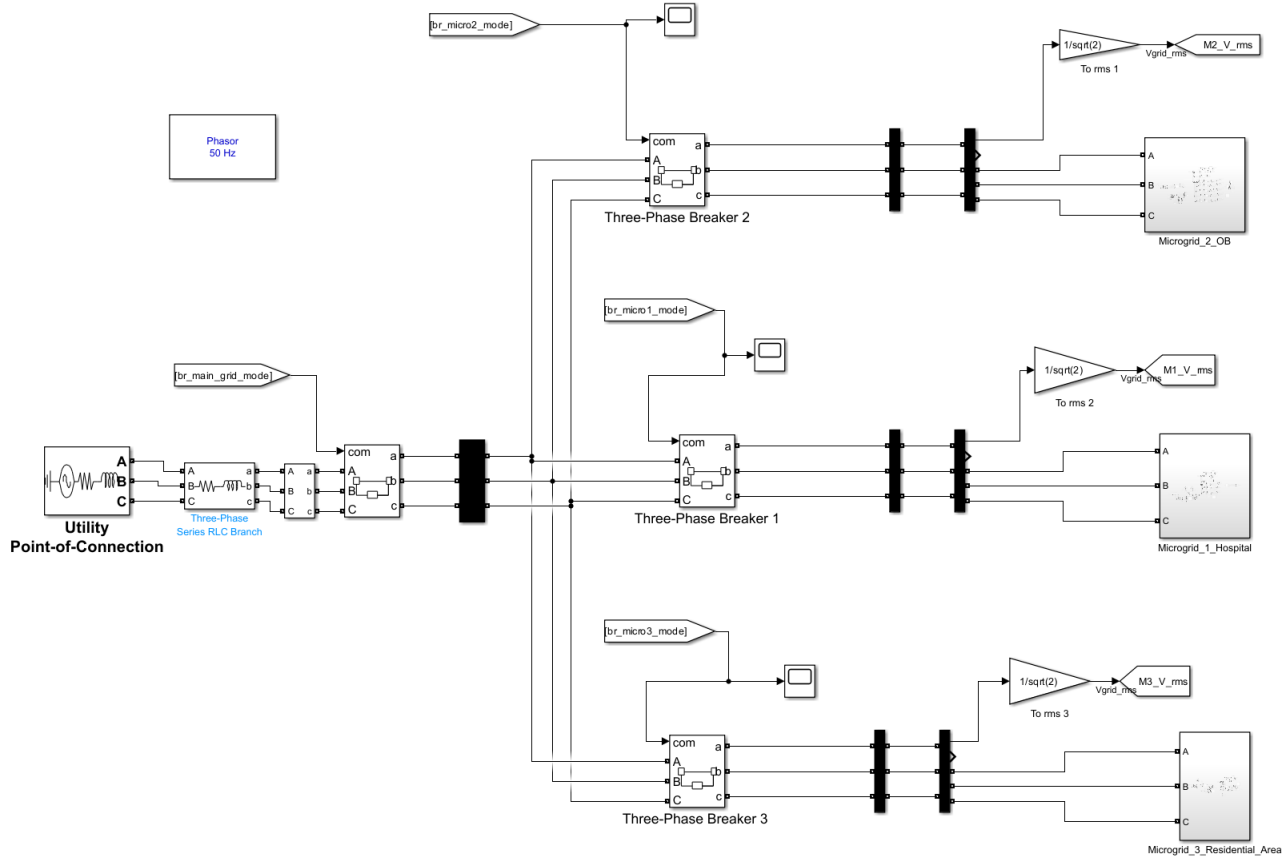 [br_micro2_mode]
1/sqrt(2)
Vgrid_rms
M2_V_rms
To rms 1
Phasor
50 Hz
com
A
B
C
a
b
c
Three-Phase Breaker 2
A
B
C
Microgrid_2_OB
[br_micro1_mode]
1/sqrt(2)
Vgrid_rms
M1_V_rms
To rms 2
[br_main_grid_mode]
com
A
B
C
a
b
c
Three-Phase Breaker 1
A
B
C
Microgrid_1_Hospital
A
B
C
Utility
Point-of-Connection
A
B
C
a
b
c
Three-Phase
Series RLC Branch
A
B
C
a
b
c
com
A
B
C
a
b
c
[br_micro3_mode]
1/sqrt(2)
Vgrid_rms
M3_V_rms
To rms 3
com
A
B
C
a
b
c
Three-Phase Breaker 3
A
B
C
Microgrid_3_Residential_Area